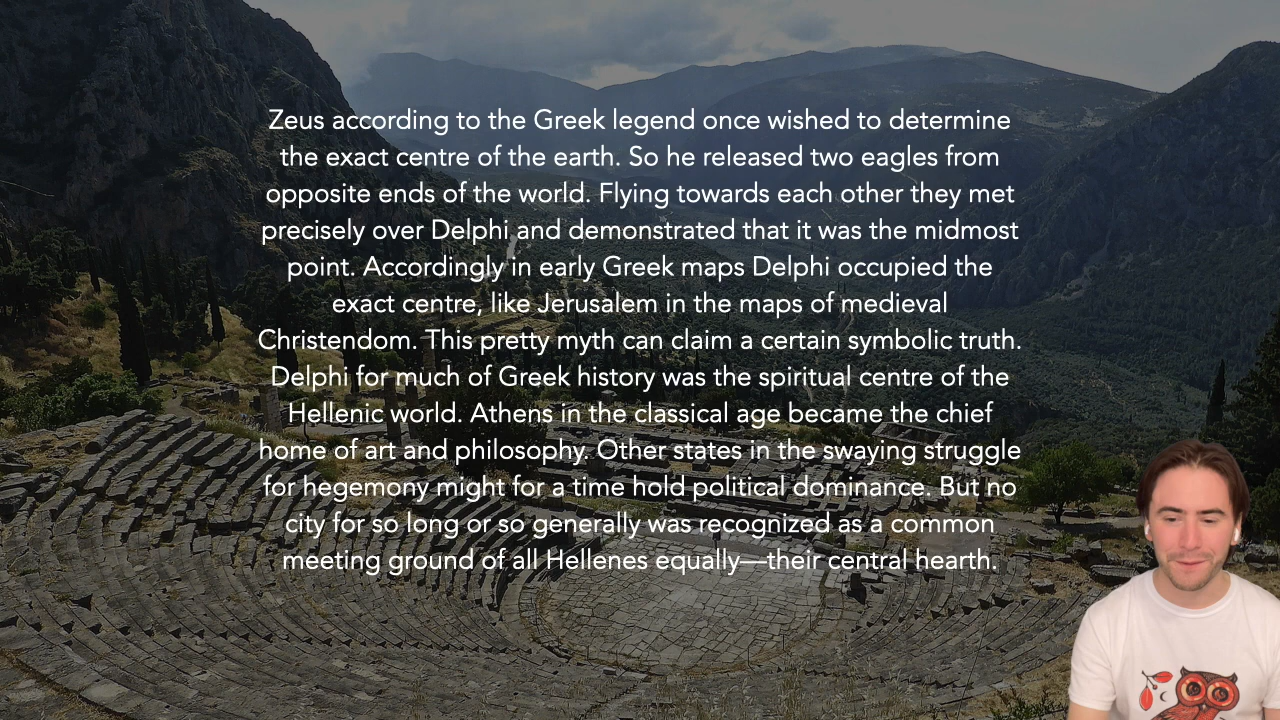 Zeus according to the Greek legend once wished to determine
the exact centre of the earth. So he released two eagles from
opposite ends of the world. Flying towards each other they met
precisely over Delphi and demonstrated that it was the midmost
point. Accordingly in early Greek maps Delphi occupied the
exact centre, like Jerusalem in the maps of medieval
Christendom. This pretty myth can claim a certain symbolic truth.
Delphi for much of Greek history was the spiritual centre of the
Hellenic world. Athens in the classical age became the chief
home of art and philosophy. Other states in the swaying struggle
for hegemony might for a time hold political dominance. But no
city for so long or so generally was recognized as a common
meeting ground of all Hellenes equally—their central hearth.